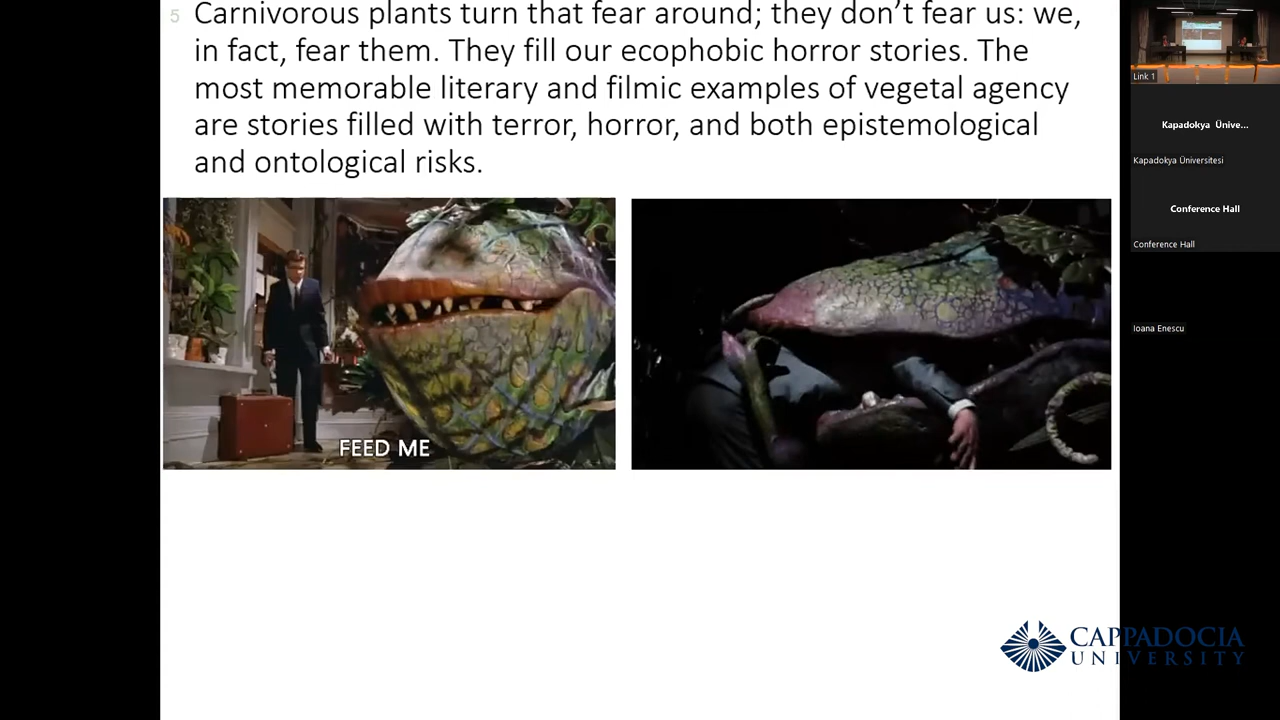 5 Carnivorous plants turn that fear around; they don’t fear us: we,
in fact, fear them. They fill our ecophobic horror stories. The
most memorable literary and filmic examples of vegetal agency
are stories filled with terror, horror, and both epistemological
and ontological risks.
FEED ME
CAPPADOCIA
UNIVERSITY
Link 1
Kapadokya Ünive...
Kapadokya Üniversitesi
Conference Hall
Conference Hall
Ioana Enescu